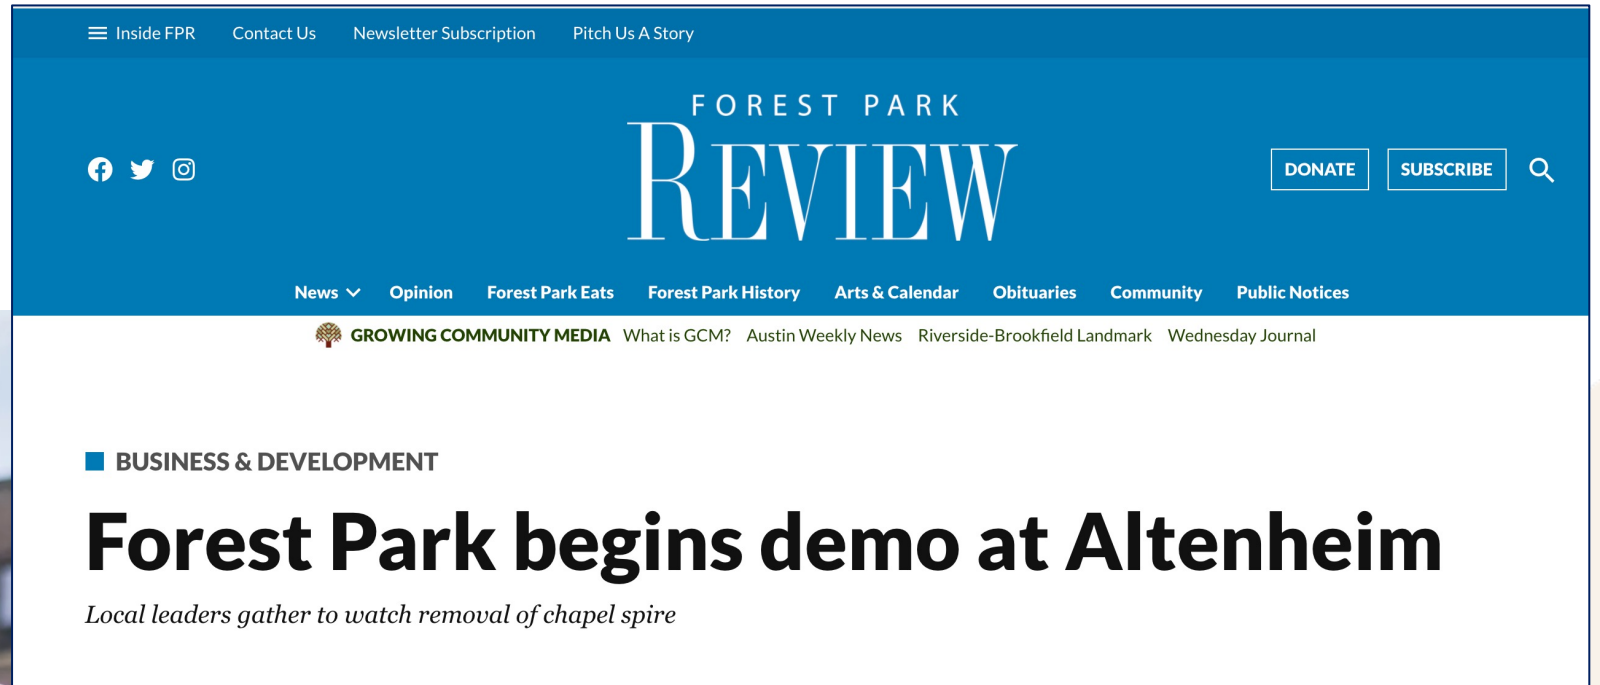 Inside FPR Contact Us Newsletter Subscription Pitch Us A Story
FOREST PARK
REVIEW
DONATE SUBSCRIBE
News Opinion Forest Park Eats Forest Park History Arts & Calendar Obituaries Community Public Notices
GROWING COMMUNITY MEDIA What is GCM? Austin Weekly News Riverside-Brookfield Landmark Wednesday Journal
BUSINESS & DEVELOPMENT
Forest Park begins demo at Altenheim
Local leaders gather to watch removal of chapel spire